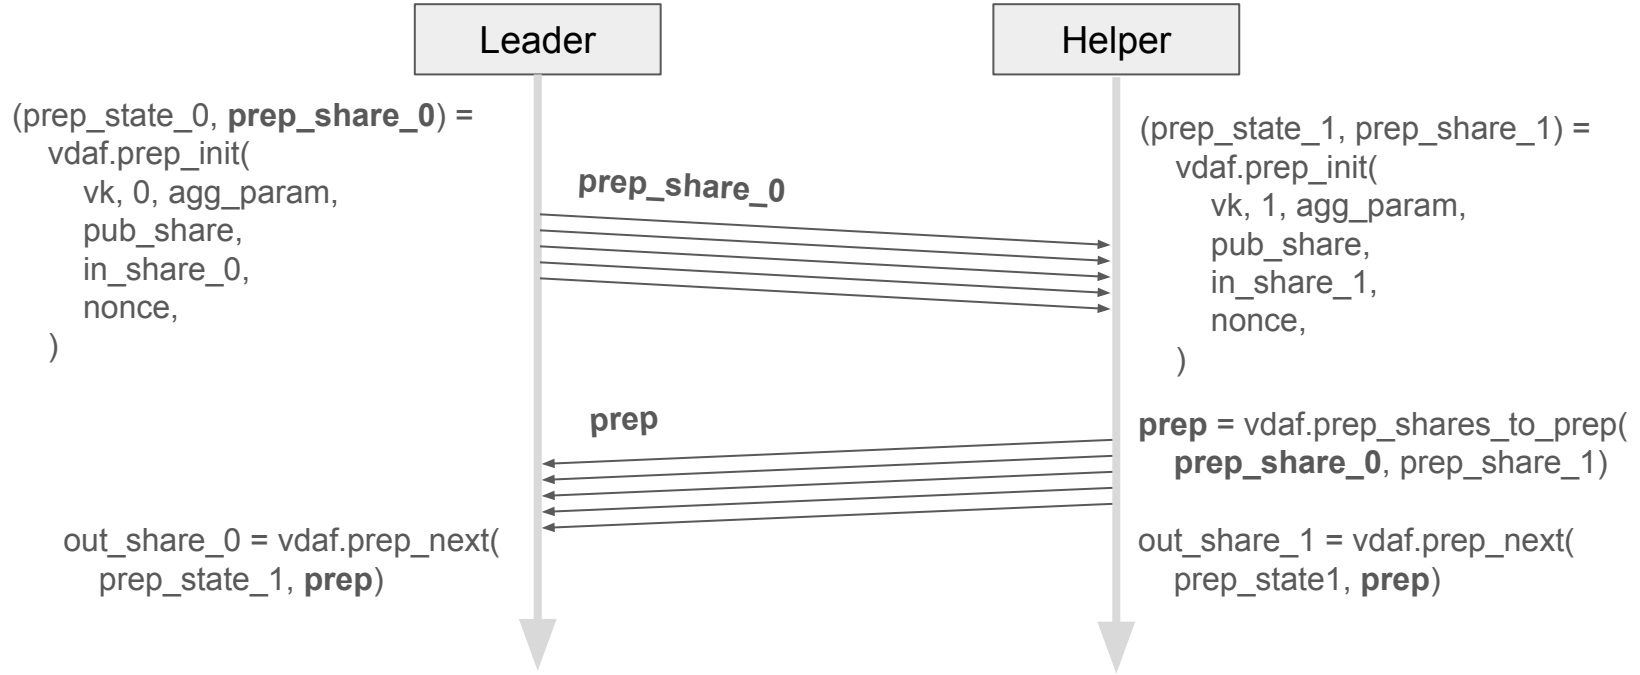 Leader
Helper
(prep_state_0, prep_share_0) =
vdaf.prep_init(
vk, 0, agg_param,
pub_share,
in_share_0,
nonce,
)
prep_share_0
(prep_state_1, prep_share_1) =
vdaf.prep_init(
vk, 1, agg_param,
pub_share,
in_share_1,
nonce,
)
prep
prep = vdaf.prep_shares_to_prep(
prep_share_0, prep_share_1)
out_share_0 = vdaf.prep_next(
prep_state_1, prep)
out_share_1 = vdaf.prep_next(
prep_state1, prep)